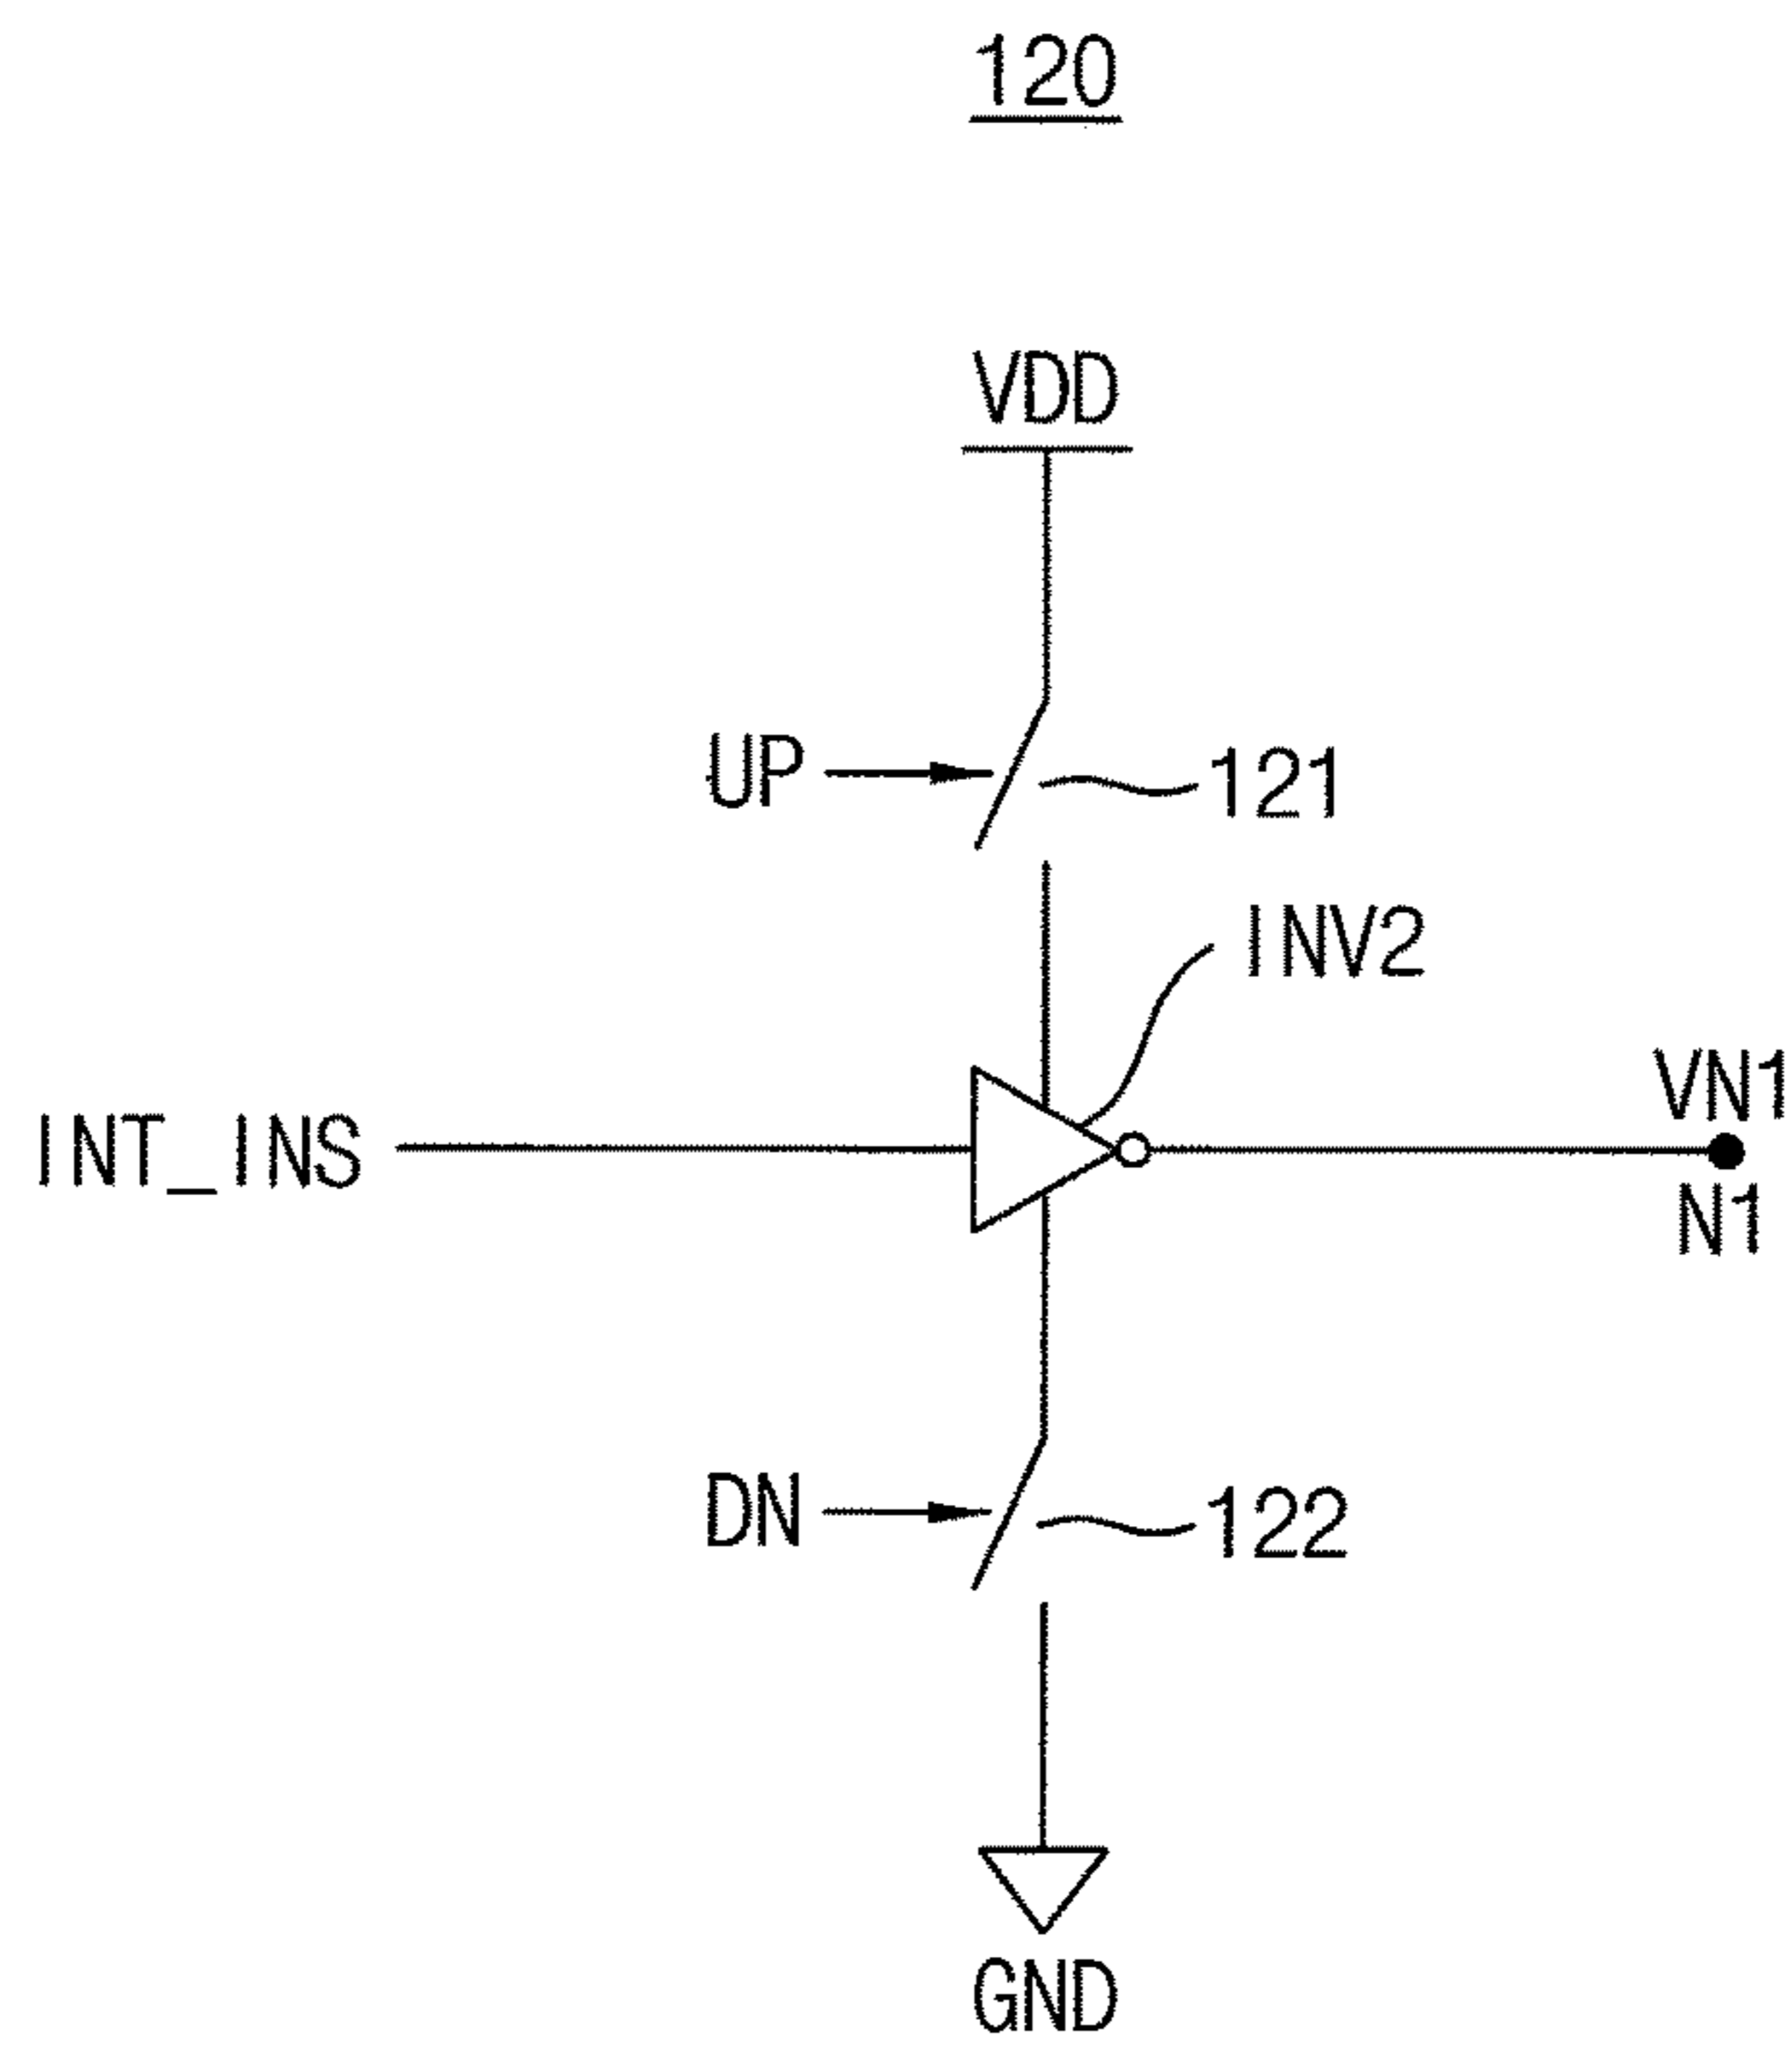 120
VDD
UP
121
INV2
VN1
INT_INS
N1
DN
122
GND